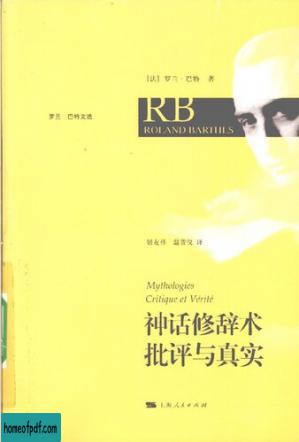 [法] 罗兰·巴特 著
RB
ROLAND BARTHES
罗兰 巴特文选
屠友祥 温晋仪 译
Mythologies
Critique et Vérité
神话修辞术
批评与真实
上海人民出版社
homeofpdf.com